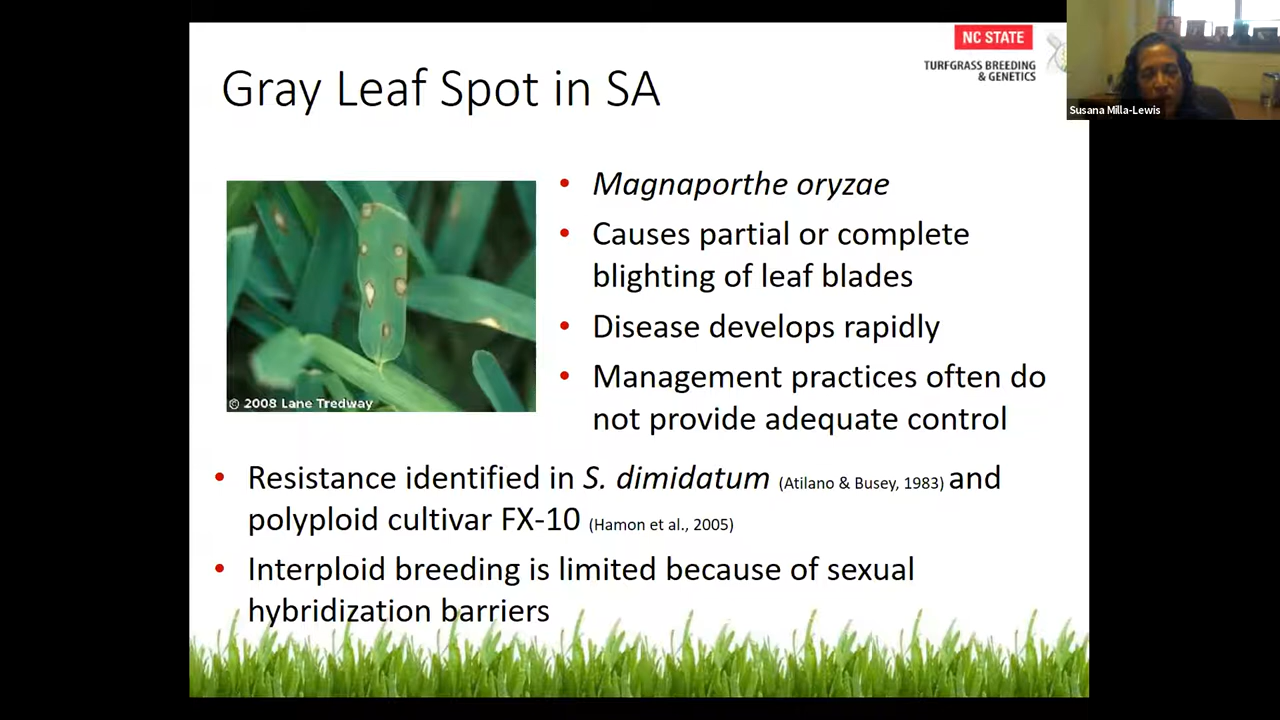 NC STATE
TURFGRASS BREEDING
& GENETICS
Susana Milla-Lewis
Gray Leaf Spot in SA
• Magnaporthe oryzae
• Causes partial or complete
blighting of leaf blades
• Disease develops rapidly
• Management practices often do
not provide adequate control
© 2008 Lane Tredway
• Resistance identified in S. dimidatum (Atilano & Busey, 1983) and
polyploid cultivar FX-10 (Hamon et al., 2005)
• Interploid breeding is limited because of sexual
hybridization barriers